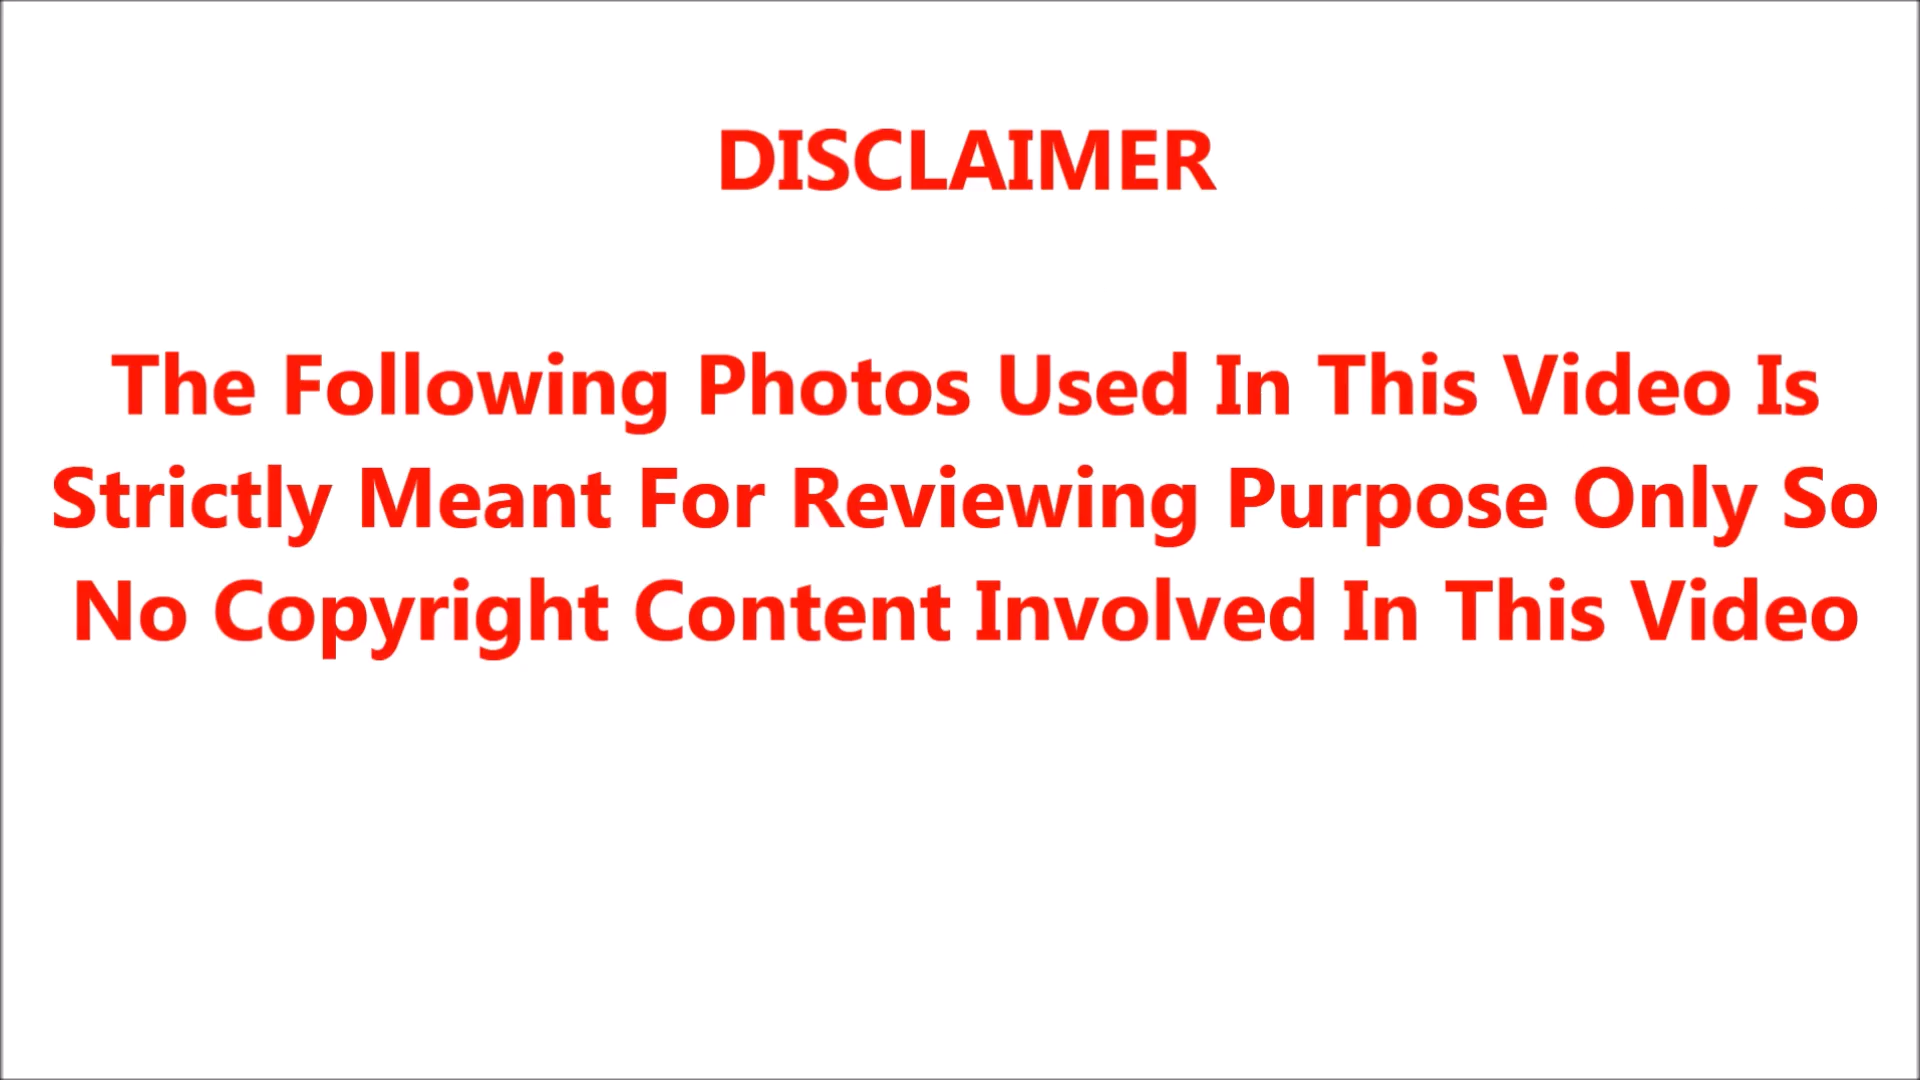 DISCLAIMER
The Following Photos Used In This Video Is
Strictly Meant For Reviewing Purpose Only So
No Copyright Content Involved In This Video